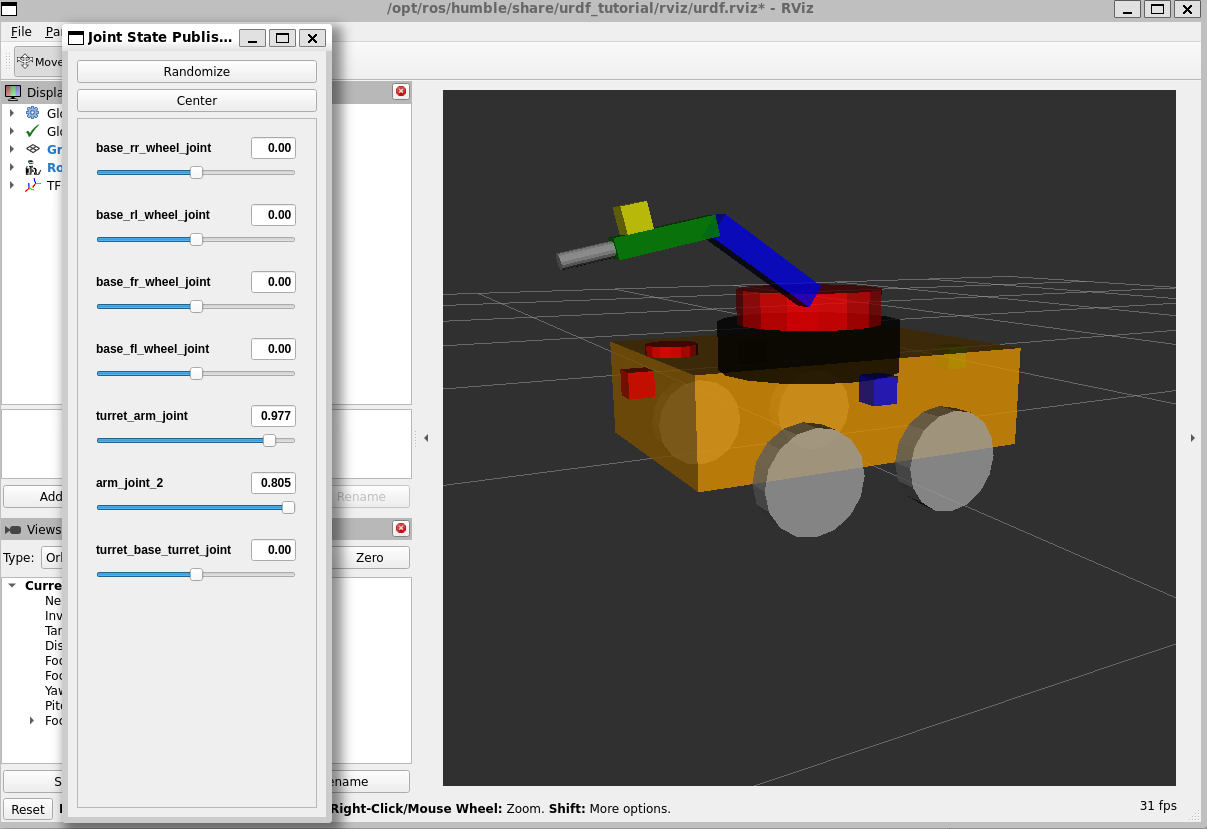 /opt/ros/humble/share/urdf_tutorial/rviz/urdf.rviz* - RViz
File
Joint State Publis...
Move
Randomize
Center
Displa
Glo
Glo
Gr
Ro
TF
base_rr_wheel_joint 0.00
base_rl_wheel_joint 0.00
base_fr_wheel_joint 0.00
base_fl_wheel_joint 0.00
turret_arm_joint 0.977
arm_joint_2 0.805
turret_base_turret_joint 0.00
Add
Rename
Views
Type: Orl
Zero
Curre
Ne
Inv
Tar
Dis
Foc
Foc
Yaw
Pitc
Foc
S
ename
Reset
Right-Click/Mouse Wheel: Zoom. Shift: More options.
31 fps